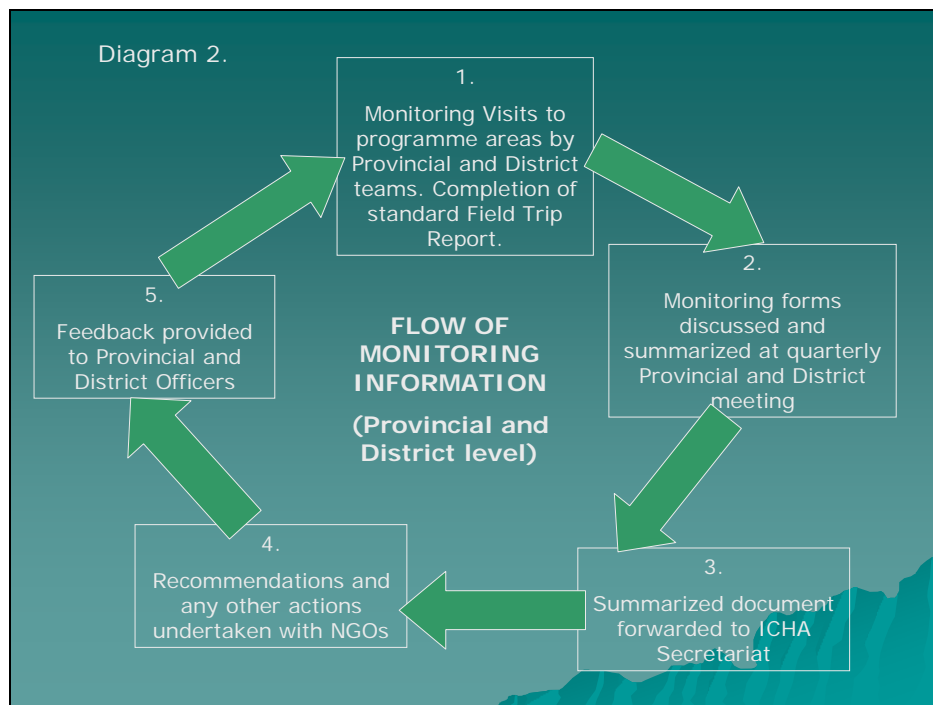 Diagram 2.
1.
Monitoring Visits to
programme areas by
Provincial and District
teams. Completion of
standard Field Trip
Report.
2.
Monitoring forms
discussed and
summarized at quarterly
Provincial and District
meeting
3.
Summarized document
forwarded to ICHA
Secretariat
4.
Recommendations and
any other actions
undertaken with NGOs
5.
Feedback provided
to Provincial and
District Officers
FLOW OF
MONITORING
INFORMATION
(Provincial and
District level)